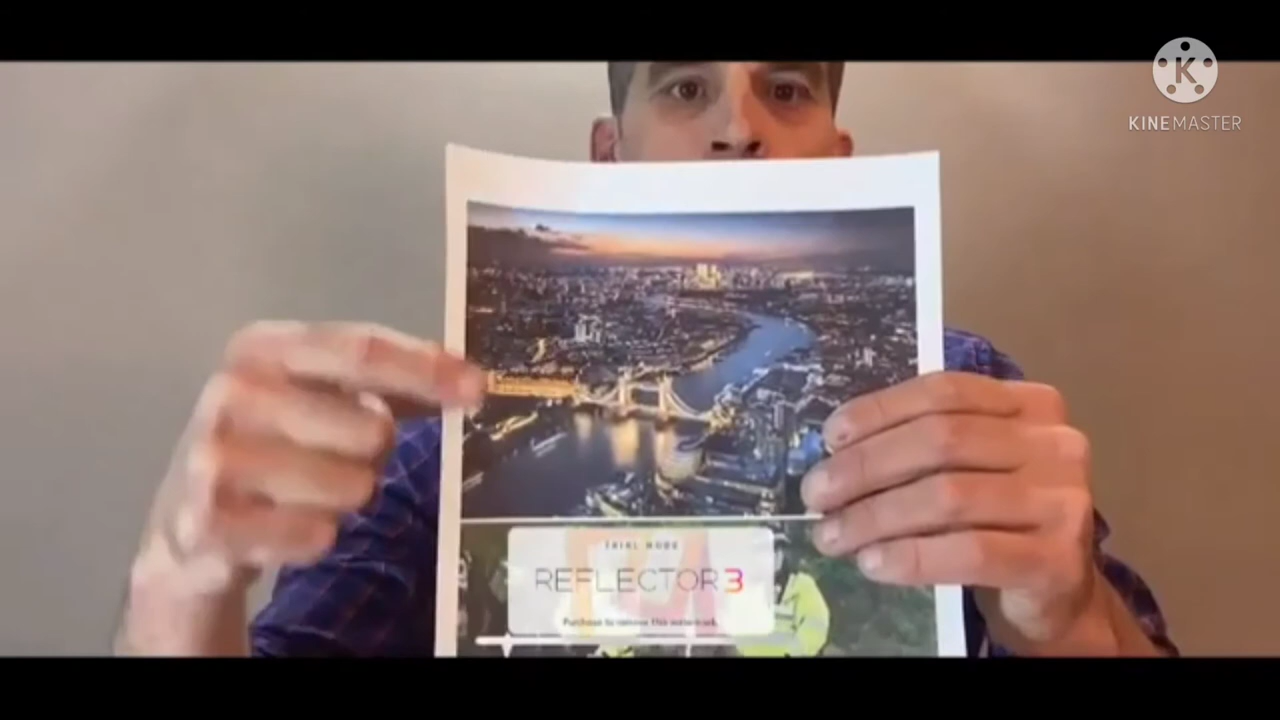 KINEMASTER
TRIAL MODE
REFLECTOR 3
Purchase to remove this watermark.